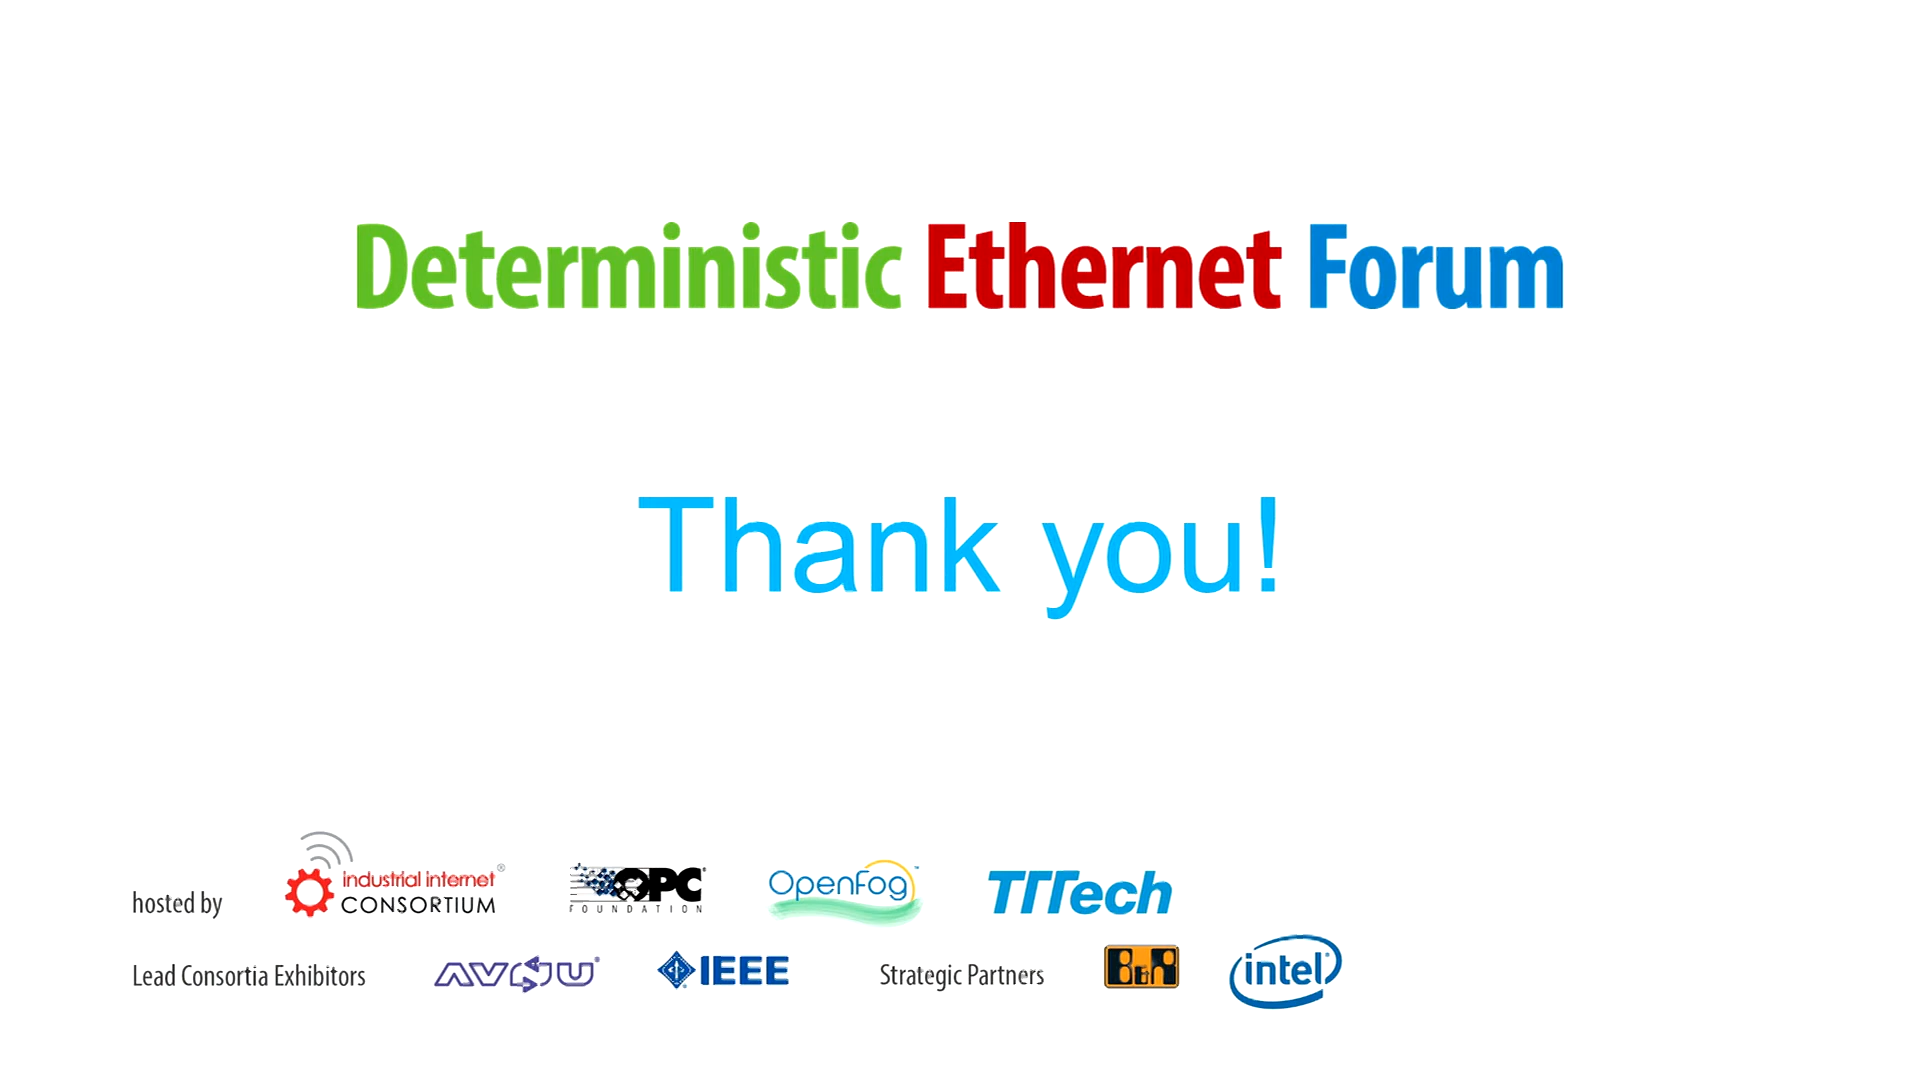 Deterministic Ethernet Forum
Thank you!
hosted by
industrial internet®
CONSORTIUM
OPC®
FOUNDATION
OpenFog™
TTTech
Lead Consortia Exhibitors
AVNU®
IEEE®
Strategic Partners
B&R
intel®